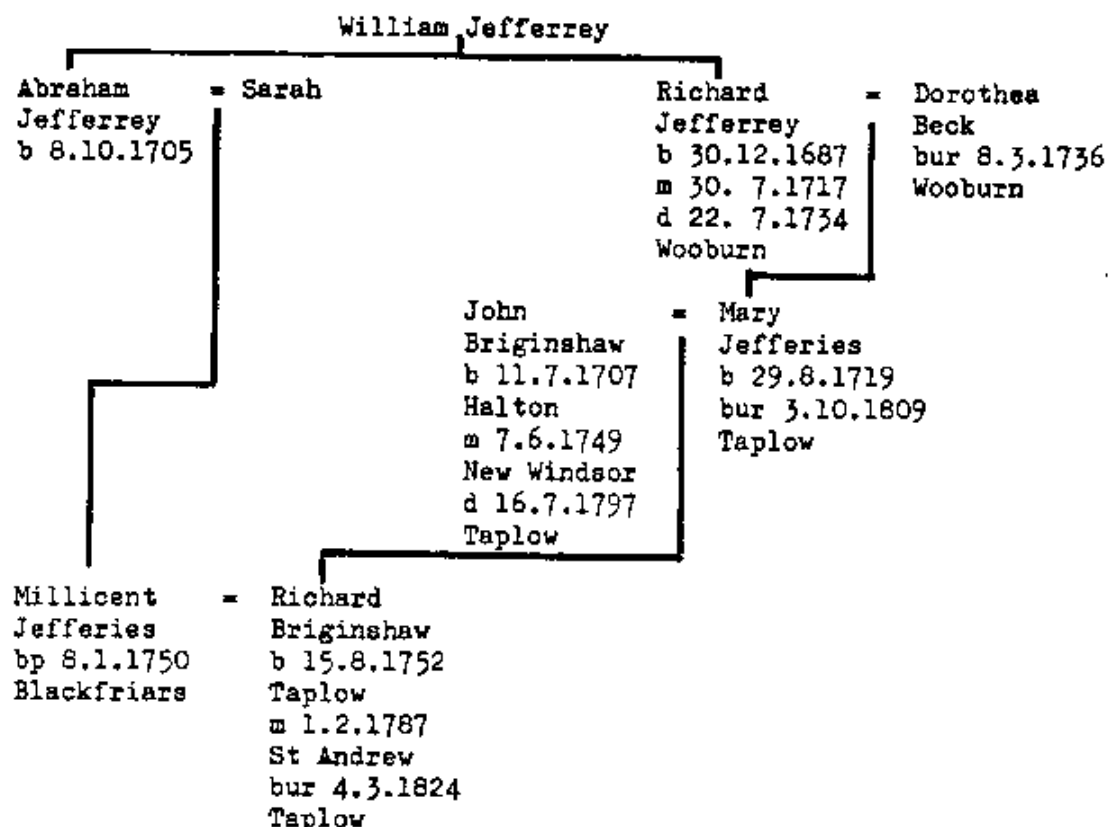 William Jefferrey
Abraham = Sarah
Jefferrey
b 8.10.1705
Richard = Dorothea
Jefferrey Beck
b 30.12.1687 bur 8.3.1736
m 30. 7.1717 Wooburn
d 22. 7.1734
Wooburn
John = Mary
Briginshaw Jefferies
b 11.7.1707 b 29.8.1719
Halton bur 3.10.1809
m 7.6.1749 Taplow
New Windsor
d 16.7.1797
Taplow
Millicent = Richard
Jefferies Briginshaw
bp 8.1.1750 b 15.8.1752
Blackfriars Taplow
m 1.2.1787
St Andrew
bur 4.3.1824
Taplow